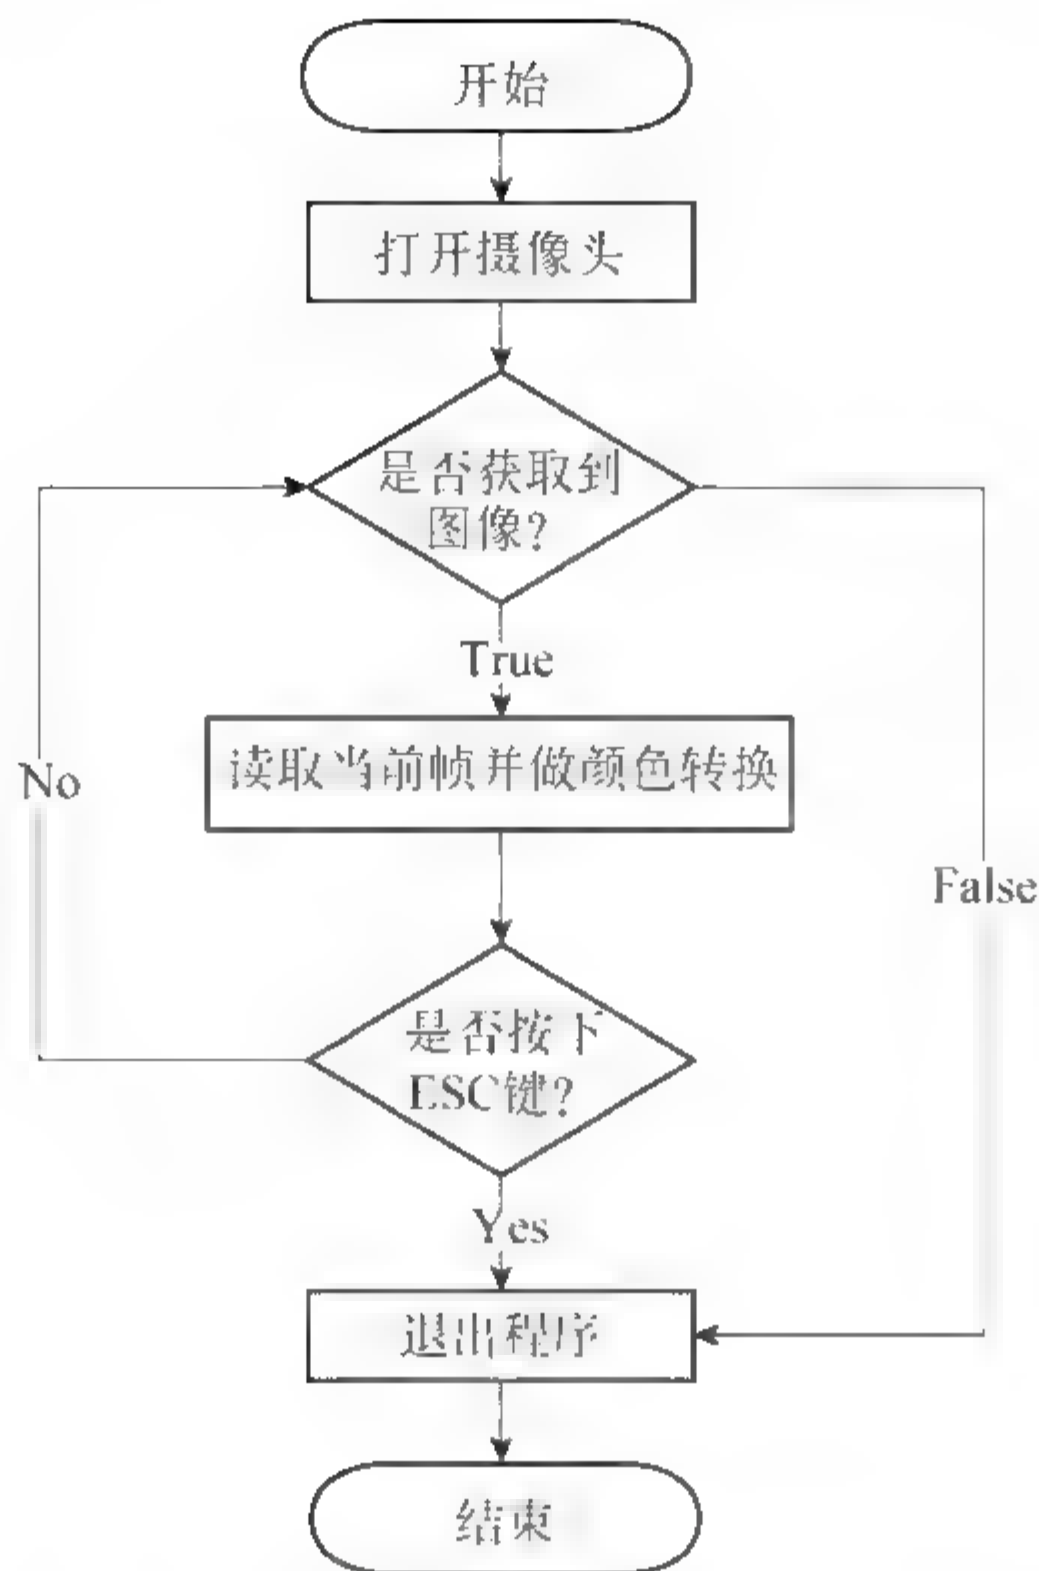 开始
打开摄像头
是否获取到
图像?
True
读取当前帧并做颜色转换
No
False
是否按下
ESC键?
Yes
退出程序
结束